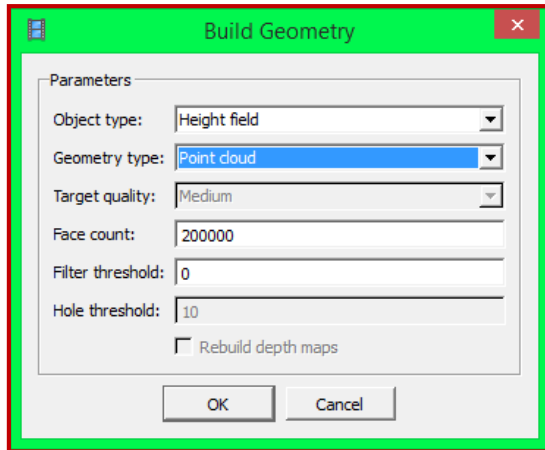 Build Geometry
Parameters
Object type: Height field
Geometry type: Point cloud
Target quality: Medium
Face count: 200000
Filter threshold: 0
Hole threshold: 10
Rebuild depth maps
OK Cancel